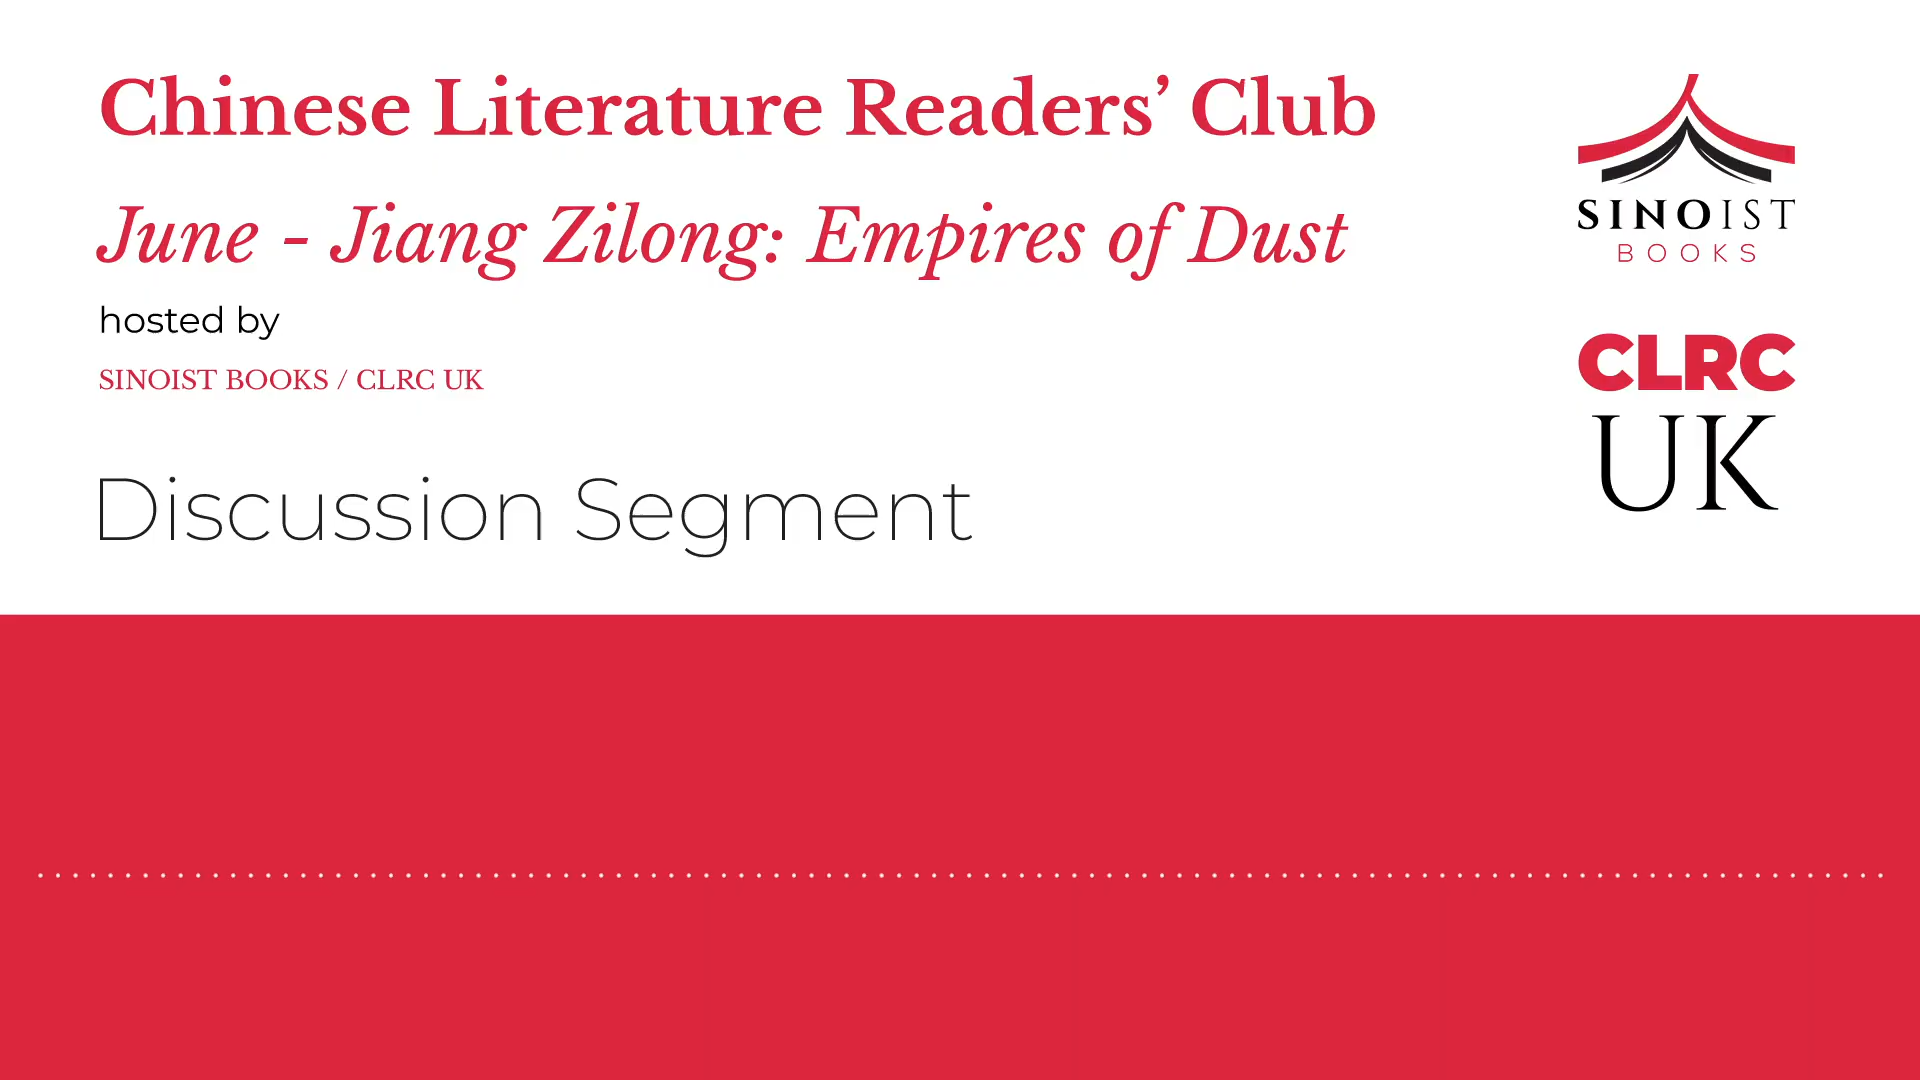 Chinese Literature Readers’ Club
June - Jiang Zilong: Empires of Dust
hosted by
SINOIST BOOKS / CLRC UK
Discussion Segment
SINOIST
BOOKS
CLRC
UK